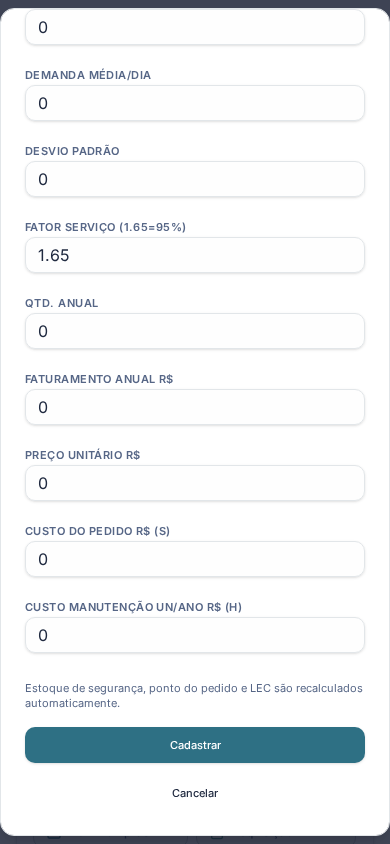 0
DEMANDA MÉDIA/DIA
0
DESVIO PADRÃO
0
FATOR SERVIÇO (1.65=95%)
1.65
QTD. ANUAL
0
FATURAMENTO ANUAL R$
0
PREÇO UNITÁRIO R$
0
CUSTO DO PEDIDO R$ (S)
0
CUSTO MANUTENÇÃO UN/ANO R$ (H)
0
Estoque de segurança, ponto do pedido e LEC são recalculados
automaticamente.
Cadastrar
Cancelar